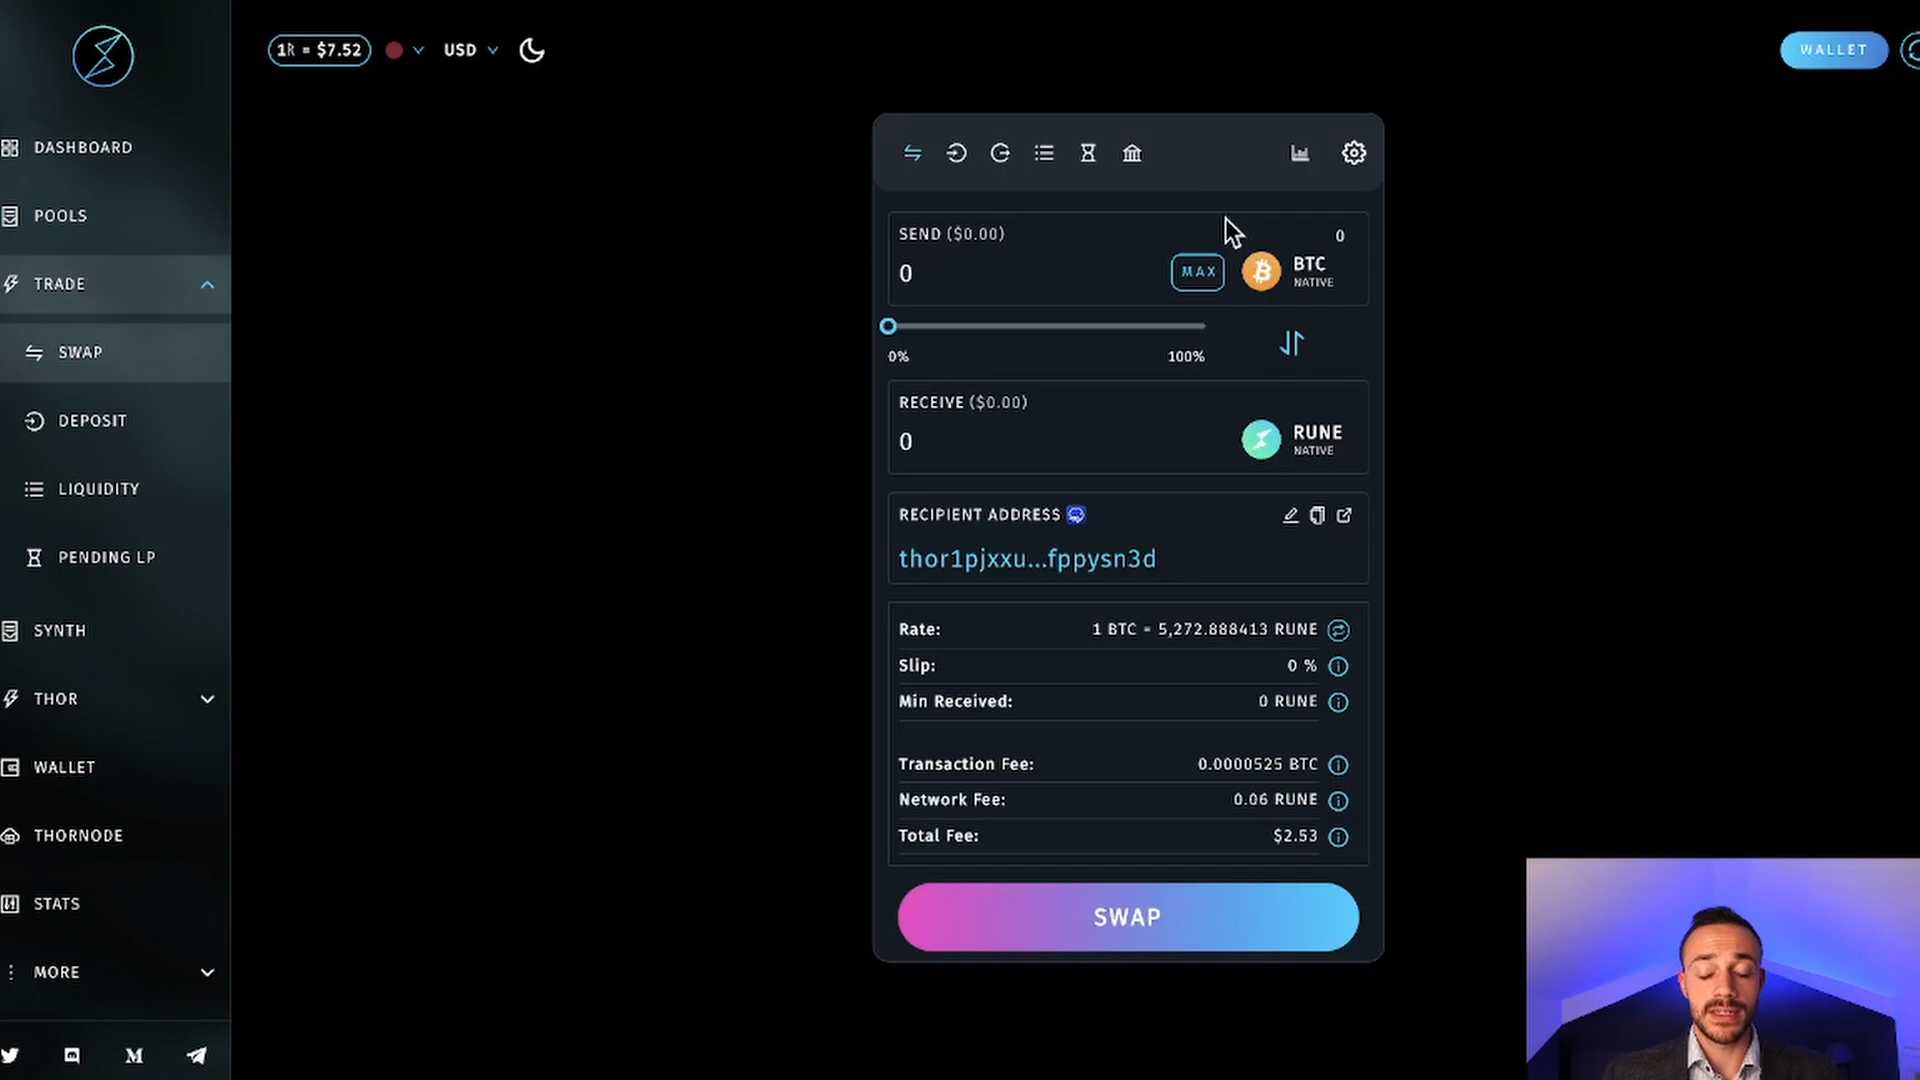 1R = $7.52
USD
WALLET
DASHBOARD
POOLS
TRADE
SWAP
DEPOSIT
LIQUIDITY
PENDING LP
SYNTH
THOR
WALLET
THORNODE
STATS
MORE
SEND ($0.00)
0
0
MAX
BTC
NATIVE
0%
100%
RECEIVE ($0.00)
0
RUNE
NATIVE
RECIPIENT ADDRESS
thor1pjxxu...fppysn3d
Rate: 1 BTC = 5,272.888413 RUNE
Slip: 0 %
Min Received: 0 RUNE
Transaction Fee: 0.0000525 BTC
Network Fee: 0.06 RUNE
Total Fee: $2.53
SWAP